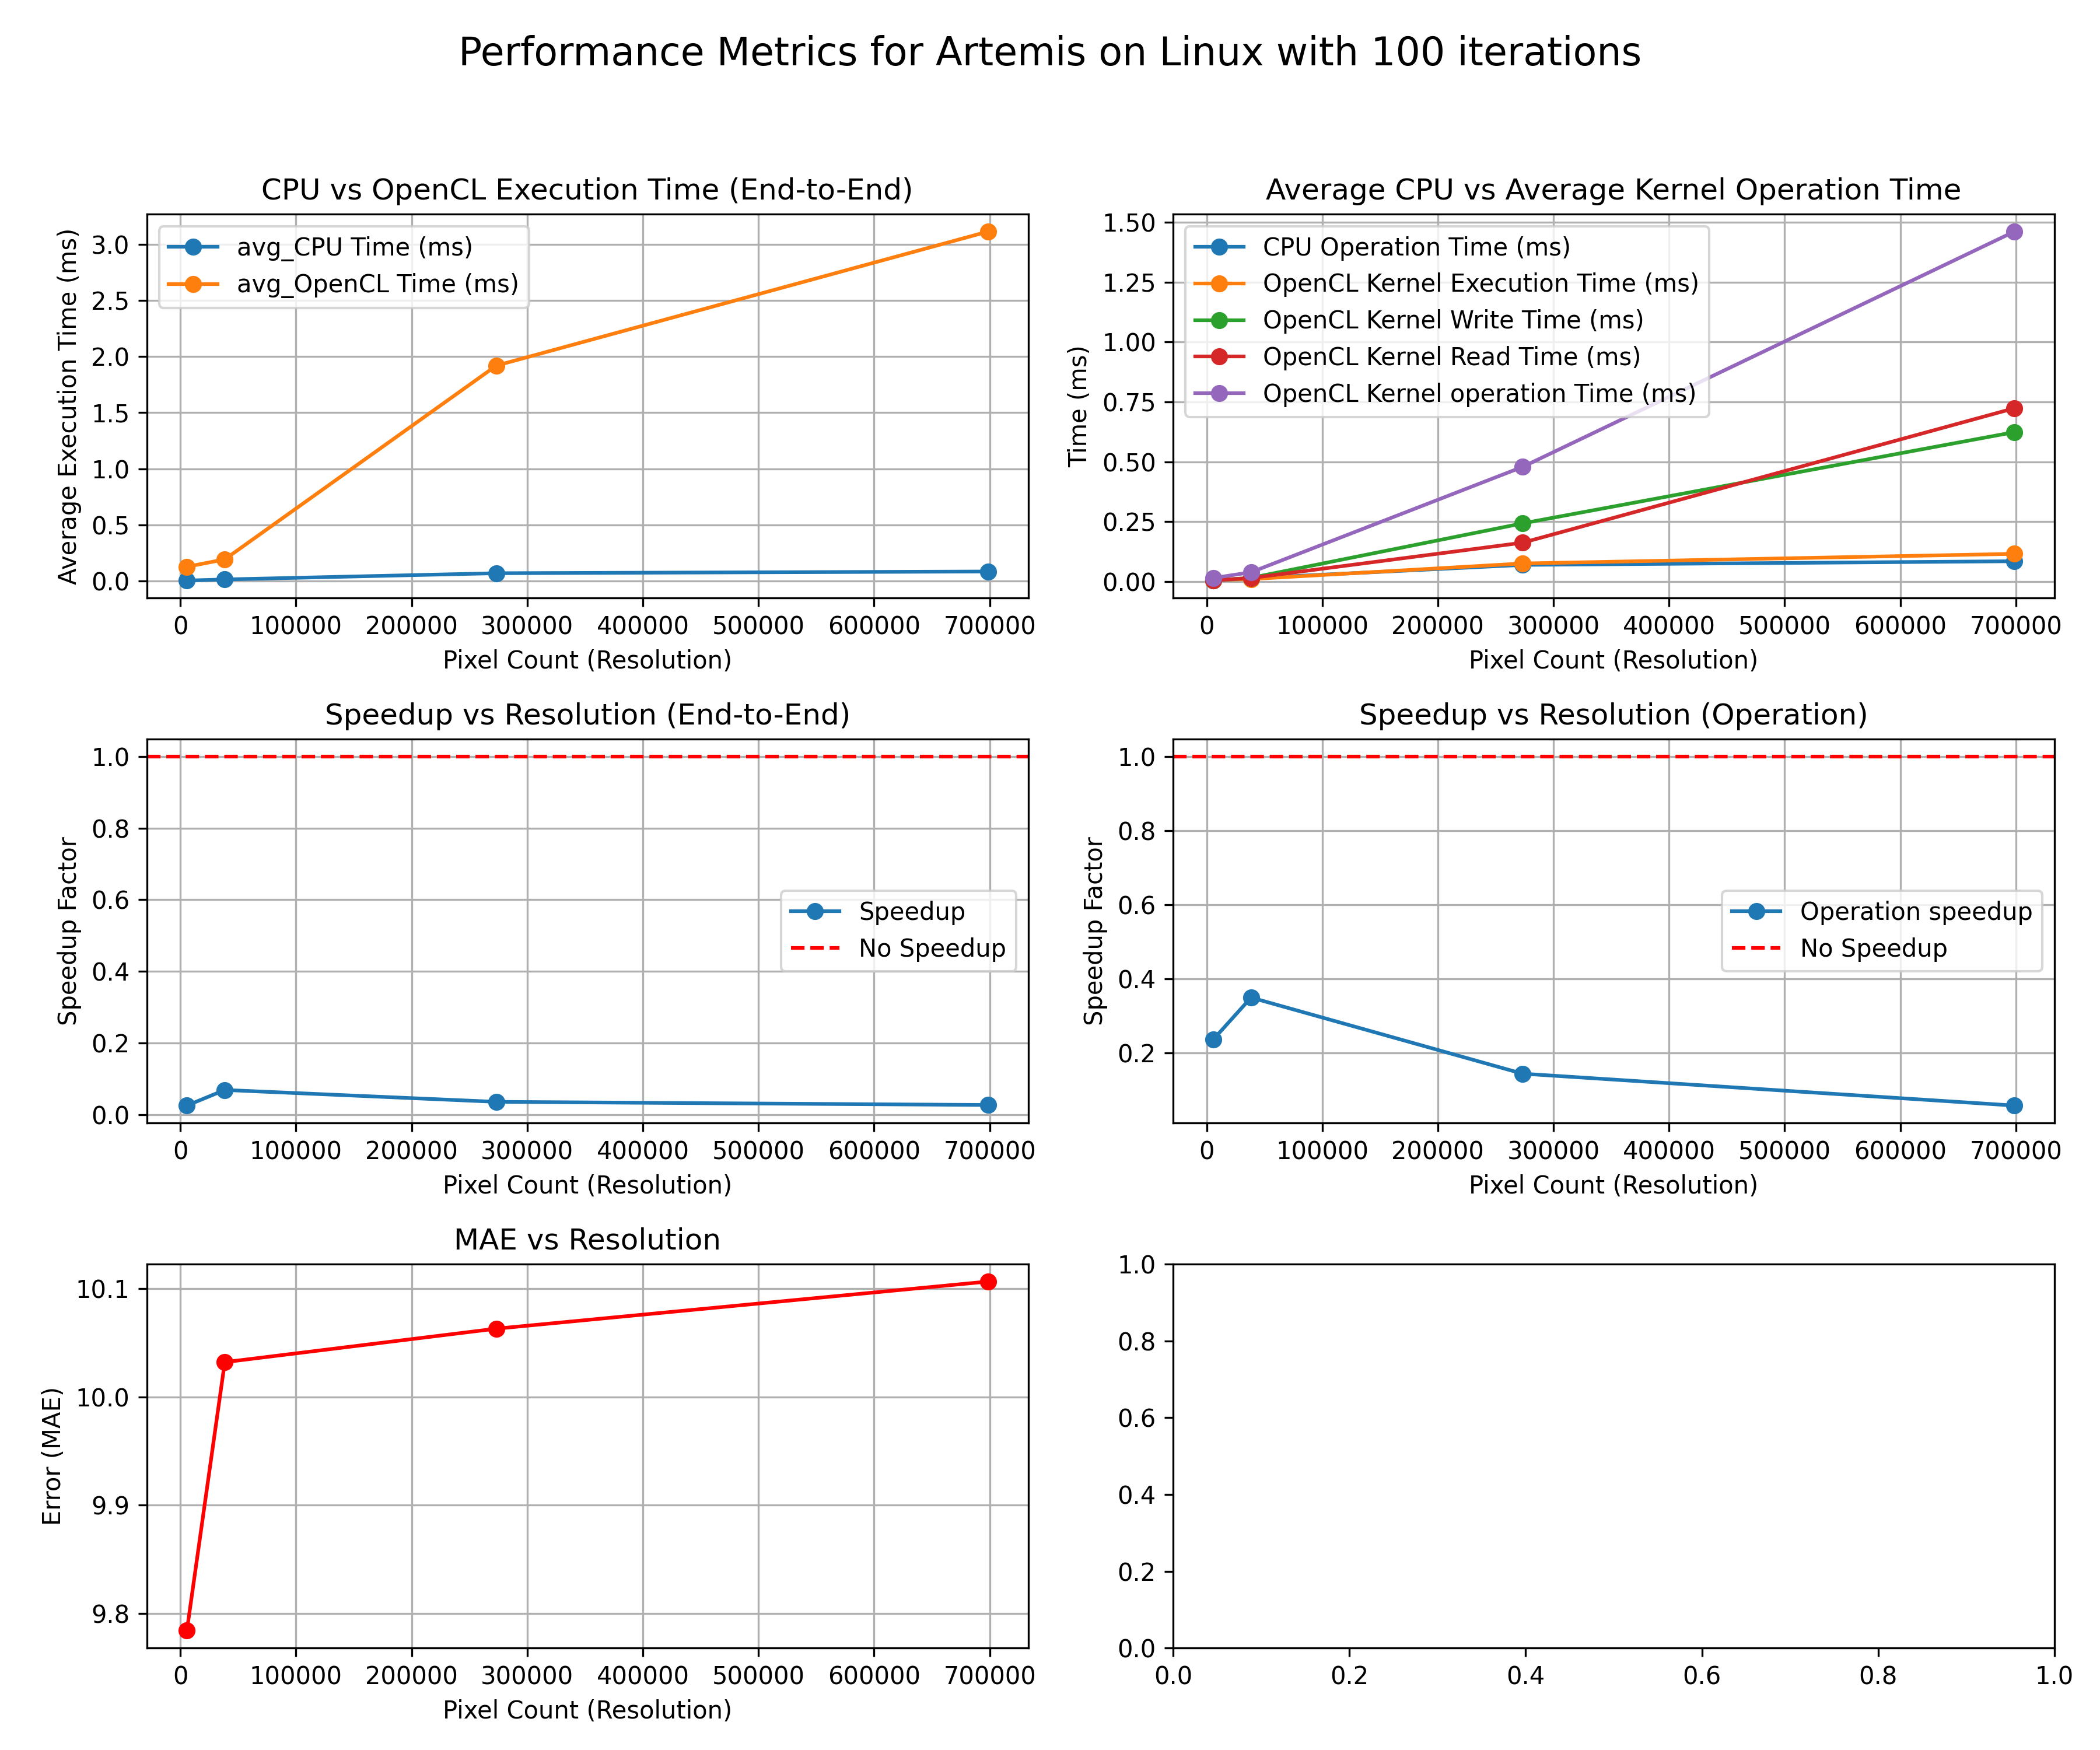 Performance Metrics for Artemis on Linux with 100 iterations
CPU vs OpenCL Execution Time (End-to-End)
Average Execution Time (ms)
3.0
2.5
2.0
1.5
1.0
0.5
0.0
avg_CPU Time (ms)
avg_OpenCL Time (ms)
0 100000 200000 300000 400000 500000 600000 700000
Pixel Count (Resolution)
Average CPU vs Average Kernel Operation Time
Time (ms)
1.50
1.25
1.00
0.75
0.50
0.25
0.00
CPU Operation Time (ms)
OpenCL Kernel Execution Time (ms)
OpenCL Kernel Write Time (ms)
OpenCL Kernel Read Time (ms)
OpenCL Kernel operation Time (ms)
0 100000 200000 300000 400000 500000 600000 700000
Pixel Count (Resolution)
Speedup vs Resolution (End-to-End)
Speedup Factor
1.0
0.8
0.6
0.4
0.2
0.0
Speedup
No Speedup
0 100000 200000 300000 400000 500000 600000 700000
Pixel Count (Resolution)
Speedup vs Resolution (Operation)
Speedup Factor
1.0
0.8
0.6
0.4
0.2
Operation speedup
No Speedup
0 100000 200000 300000 400000 500000 600000 700000
Pixel Count (Resolution)
MAE vs Resolution
Error (MAE)
10.1
10.0
9.9
9.8
0 100000 200000 300000 400000 500000 600000 700000
Pixel Count (Resolution)
1.0
0.8
0.6
0.4
0.2
0.0
0.0 0.2 0.4 0.6 0.8 1.0